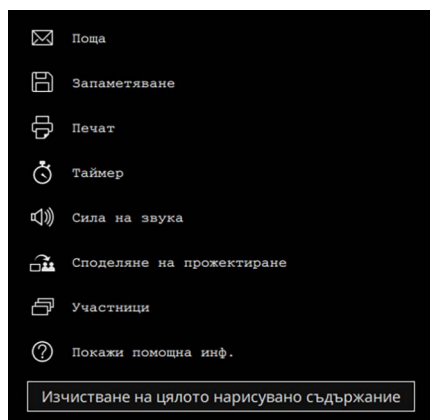 Поща
Запаметяване
Печат
Таймер
Сила на звука
Споделяне на прожектиране
Участници
Покажи помощна инф.
Изчистване на цялото нарисувано съдържание